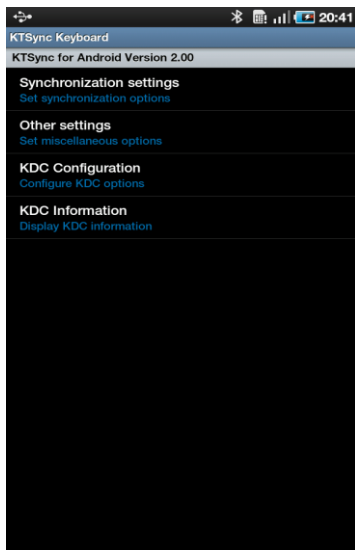 20:41
KTSync Keyboard
KTSync for Android Version 2.00
Synchronization settings
Set synchronization options
Other settings
Set miscellaneous options
KDC Configuration
Configure KDC options
KDC Information
Display KDC information